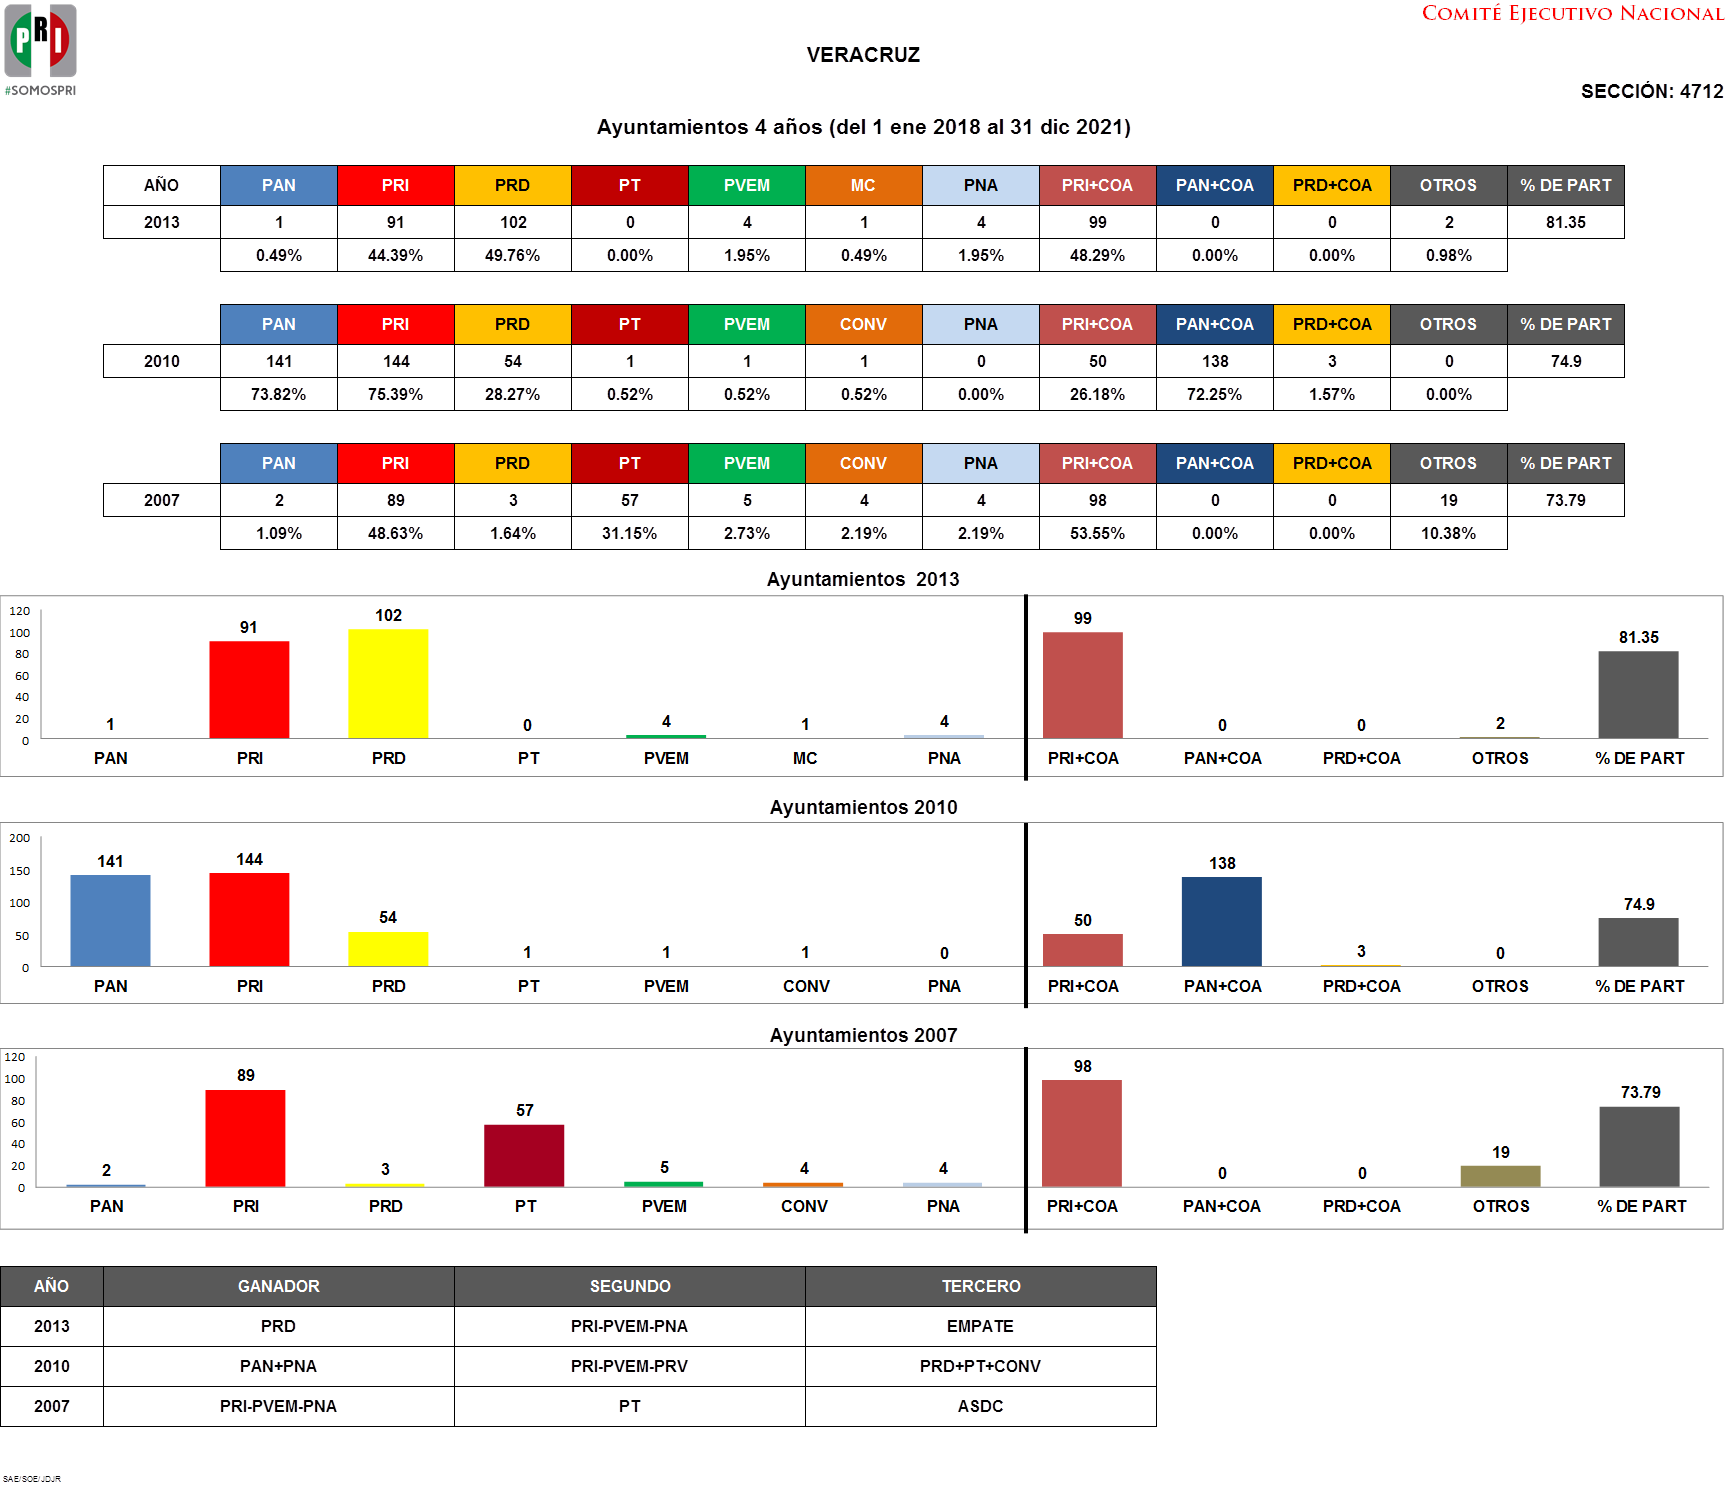 PRI
#SOMOSPRI
COMITÉ EJECUTIVO NACIONAL
VERACRUZ
SECCIÓN: 4712
Ayuntamientos 4 años (del 1 ene 2018 al 31 dic 2021)
AÑO PAN PRI PRD PT PVEM MC PNA PRI+COA PAN+COA PRD+COA OTROS % DE PART
2013 1 91 102 0 4 1 4 99 0 0 2 81.35
0.49% 44.39% 49.76% 0.00% 1.95% 0.49% 1.95% 48.29% 0.00% 0.00% 0.98%
PAN PRI PRD PT PVEM CONV PNA PRI+COA PAN+COA PRD+COA OTROS % DE PART
2010 141 144 54 1 1 1 0 50 138 3 0 74.9
73.82% 75.39% 28.27% 0.52% 0.52% 0.52% 0.00% 26.18% 72.25% 1.57% 0.00%
PAN PRI PRD PT PVEM CONV PNA PRI+COA PAN+COA PRD+COA OTROS % DE PART
2007 2 89 3 57 5 4 4 98 0 0 19 73.79
1.09% 48.63% 1.64% 31.15% 2.73% 2.19% 2.19% 53.55% 0.00% 0.00% 10.38%
Ayuntamientos 2013
120
100
80
60
40
20
0
1 91 102 0 4 1 4 99 0 0 2 81.35
PAN PRI PRD PT PVEM MC PNA PRI+COA PAN+COA PRD+COA OTROS % DE PART
Ayuntamientos 2010
200
150
100
50
0
141 144 54 1 1 1 0 50 138 3 0 74.9
PAN PRI PRD PT PVEM CONV PNA PRI+COA PAN+COA PRD+COA OTROS % DE PART
Ayuntamientos 2007
120
100
80
60
40
20
0
2 89 3 57 5 4 4 98 0 0 19 73.79
PAN PRI PRD PT PVEM CONV PNA PRI+COA PAN+COA PRD+COA OTROS % DE PART
AÑO GANADOR SEGUNDO TERCERO
2013 PRD PRI-PVEM-PNA EMPATE
2010 PAN+PNA PRI-PVEM-PRV PRD+PT+CONV
2007 PRI-PVEM-PNA PT ASDC
SAE/SOE/JDJR